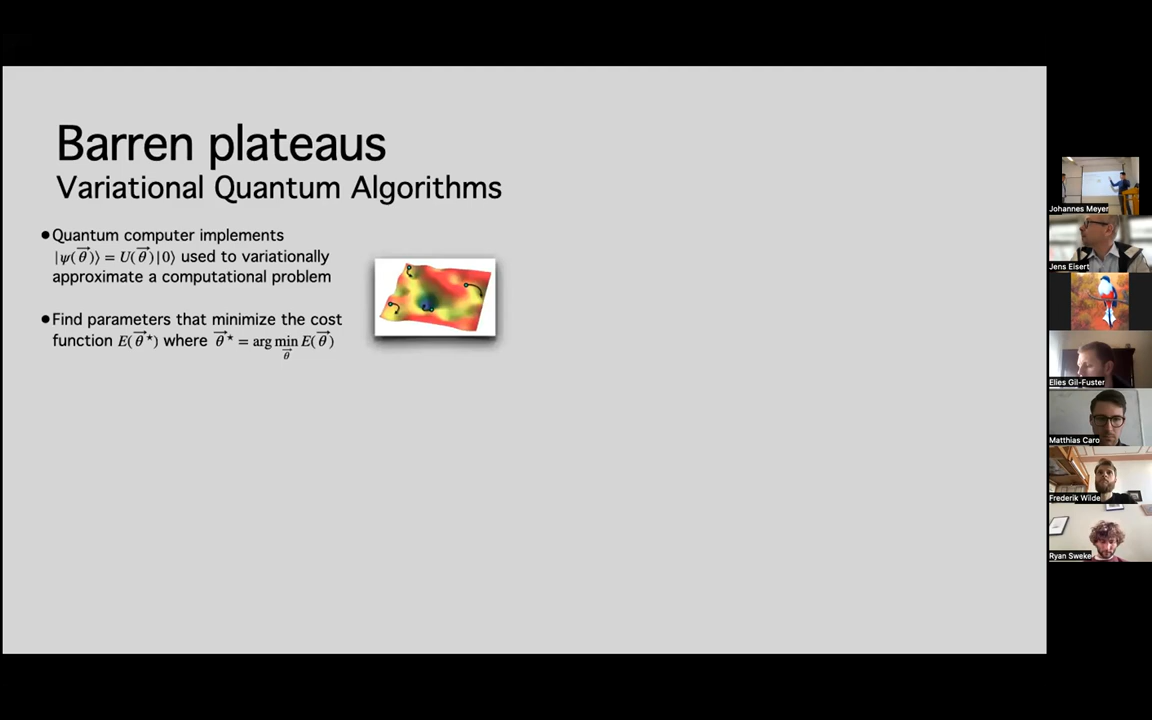 Barren plateaus
Variational Quantum Algorithms
●Quantum computer implements
|ψ(θ⃗)⟩ = U(θ⃗)|0⟩ used to variationally
approximate a computational problem
●Find parameters that minimize the cost
function E(θ⃗*) where θ⃗* = arg min E(θ⃗)
θ⃗
Johannes Meyer
Jens Eisert
Elies Gil-Fuster
Matthias Caro
Frederik Wilde
Ryan Sweke